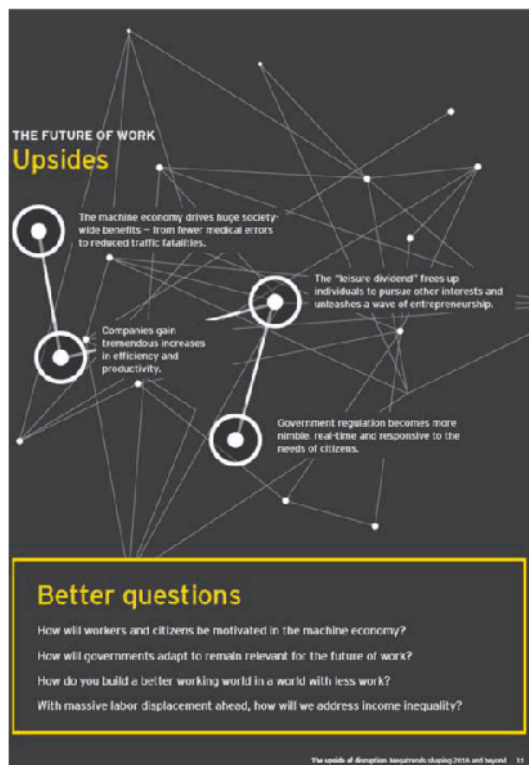 THE FUTURE OF WORK
Upsides
The machine economy drives huge society-
wide benefits – from fewer medical errors
to reduced traffic fatalities.
The "leisure dividend" frees up
individuals to pursue other interests and
unleashes a wave of entrepreneurship.
Companies gain
tremendous increases
in efficiency and
productivity.
Government regulation becomes more
nimble, real-time and responsive to the
needs of citizens.
Better questions
How will workers and citizens be motivated in the machine economy?
How will governments adapt to remain relevant for the future of work?
How do you build a better working world in a world with less work?
With massive labor displacement ahead, how will we address income inequality?
The upside of disruption. Megatrends shaping 2016 and beyond 11